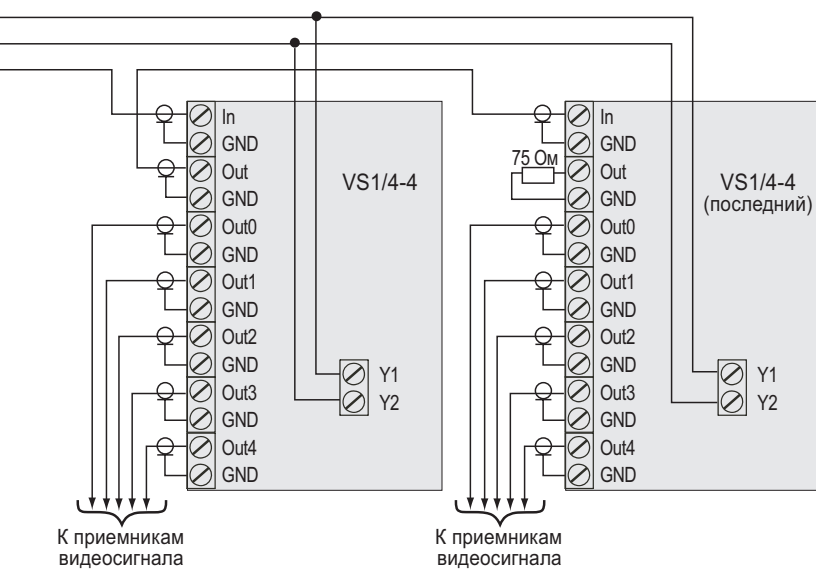 In
GND
Out
GND
Out0
GND
Out1
GND
Out2
GND
Out3
GND
Out4
GND
VS1/4-4
Y1
Y2
К приемникам
видеосигнала
75 Ом
In
GND
Out
GND
Out0
GND
Out1
GND
Out2
GND
Out3
GND
Out4
GND
VS1/4-4
(последний)
Y1
Y2
К приемникам
видеосигнала